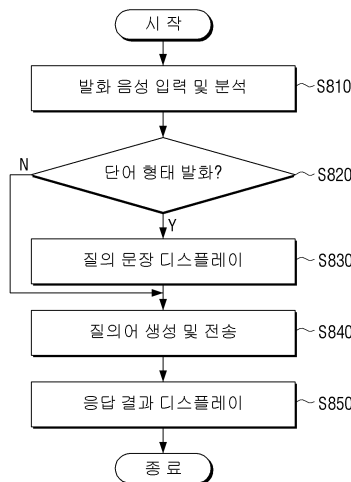 시 작
발화 음성 입력 및 분석
S810
N
단어 형태 발화?
S820
Y
질의 문장 디스플레이
S830
질의어 생성 및 전송
S840
응답 결과 디스플레이
S850
종 료